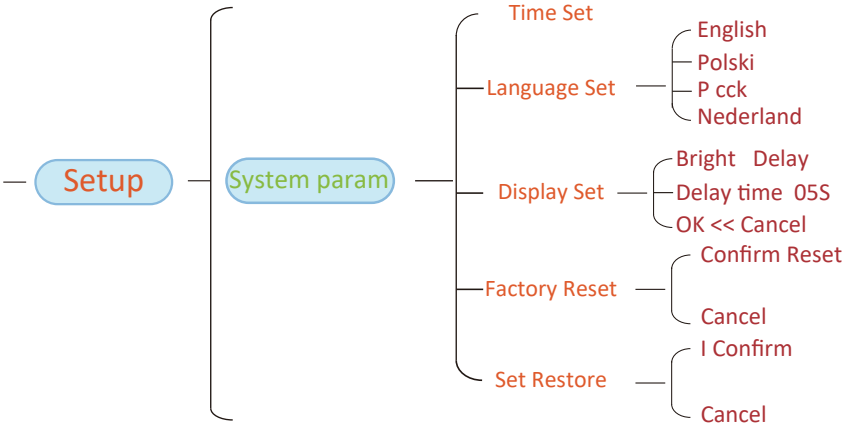 Setup
System param
Time Set
Language Set
English
Polski
P cck
Nederland
Display Set
Bright Delay
Delay time 05S
OK << Cancel
Factory Reset
Confirm Reset
Cancel
Set Restore
I Confirm
Cancel